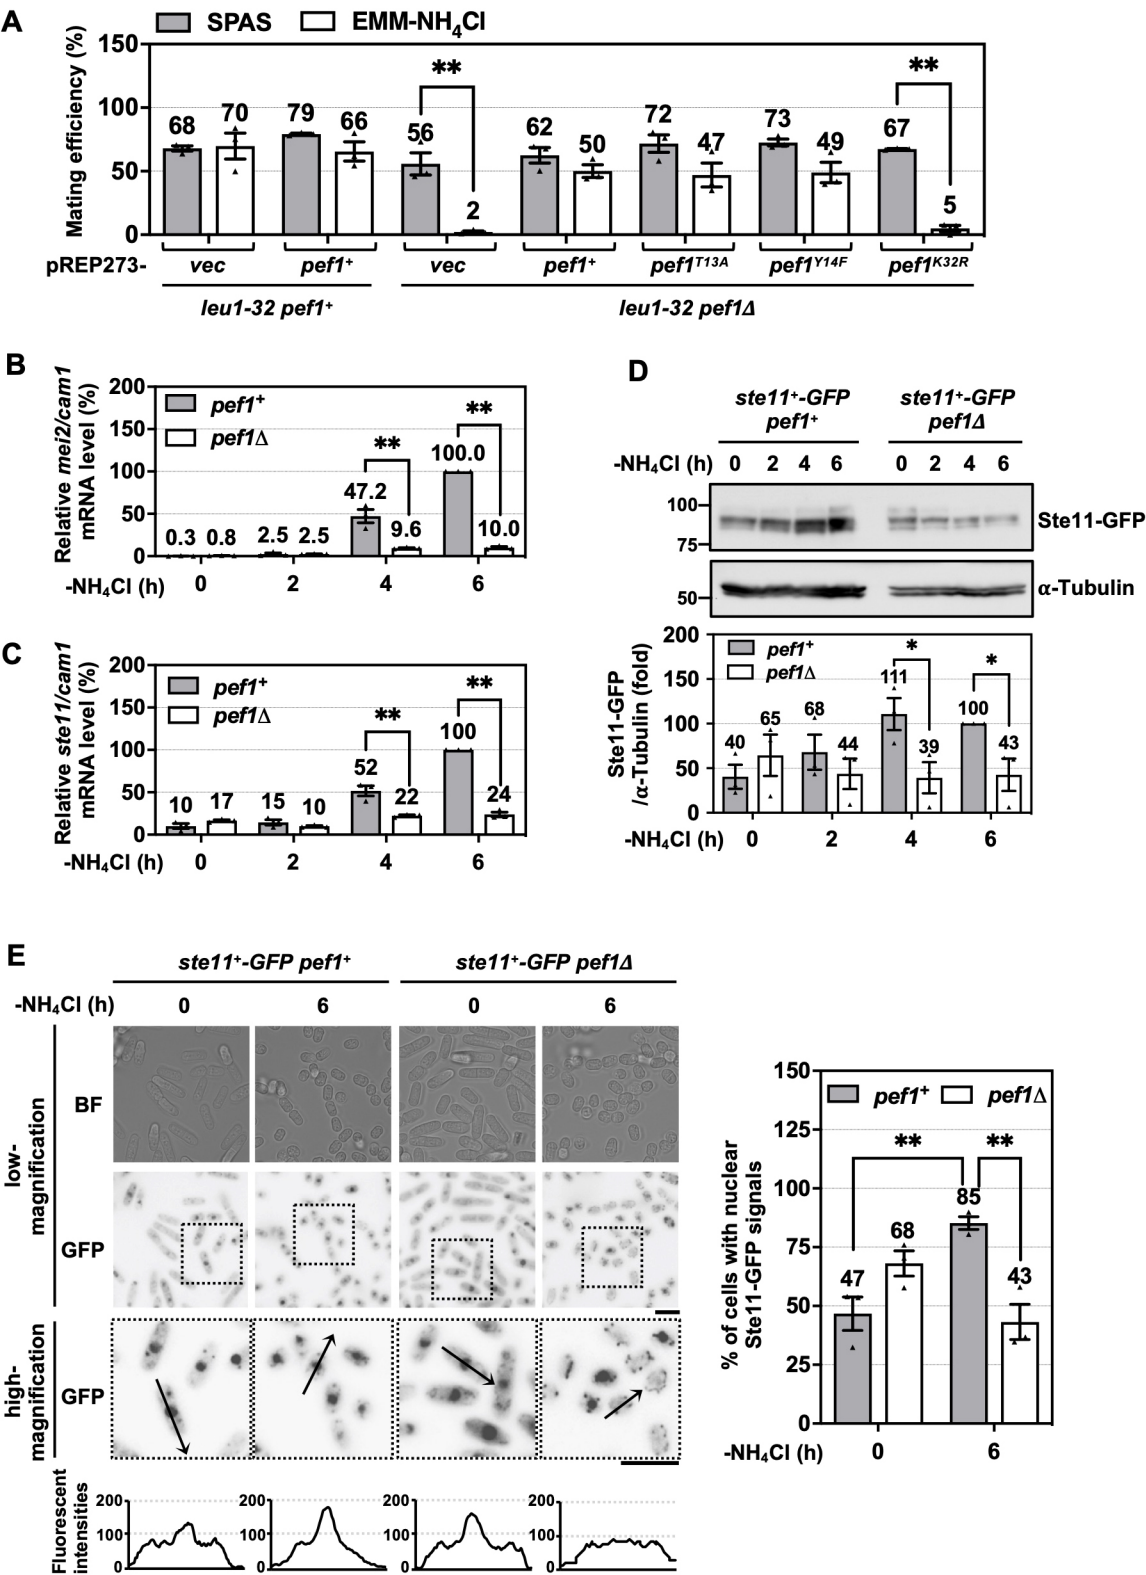 A
SPAS EMM-NH₄Cl
Mating efficiency (%)
150
100
50
0
68 70 79 66 56 2 62 50 72 47 73 49 67 5
** **
pREP273- vec pef1⁺ vec pef1⁺ pef1ᵀ¹³ᴬ pef1ʸ¹⁴ᶠ pef1ᴷ³²ᴿ
leu1-32 pef1⁺ leu1-32 pef1Δ
B
Relative mei2/cam1
mRNA level (%)
200
150
100
50
0
pef1⁺
pef1Δ
** **
0.3 0.8 2.5 2.5 47.2 9.6 100.0 10.0
-NH₄Cl (h) 0 2 4 6
C
Relative ste11/cam1
mRNA level (%)
200
150
100
50
0
pef1⁺
pef1Δ
** **
10 17 15 10 52 22 100 24
-NH₄Cl (h) 0 2 4 6
D
ste11⁺-GFP ste11⁺-GFP
pef1⁺ pef1Δ
-NH₄Cl (h) 0 2 4 6 0 2 4 6
100
75
Ste11-GFP
50
α-Tubulin
Ste11-GFP
/α-Tubulin (fold)
200
150
100
50
0
pef1⁺
pef1Δ
* *
40 65 68 44 111 39 100 43
-NH₄Cl (h) 0 2 4 6
E
ste11⁺-GFP pef1⁺ ste11⁺-GFP pef1Δ
-NH₄Cl (h) 0 6 0 6
low-
magnification
BF
GFP
high-
magnification
GFP
Fluorescent
intensities
200 200 200 200
100 100 100 100
0 0 0 0
% of cells with nuclear
Ste11-GFP signals
150
125
100
75
50
25
0
pef1⁺ pef1Δ
** **
47 68 85 43
-NH₄Cl (h) 0 6